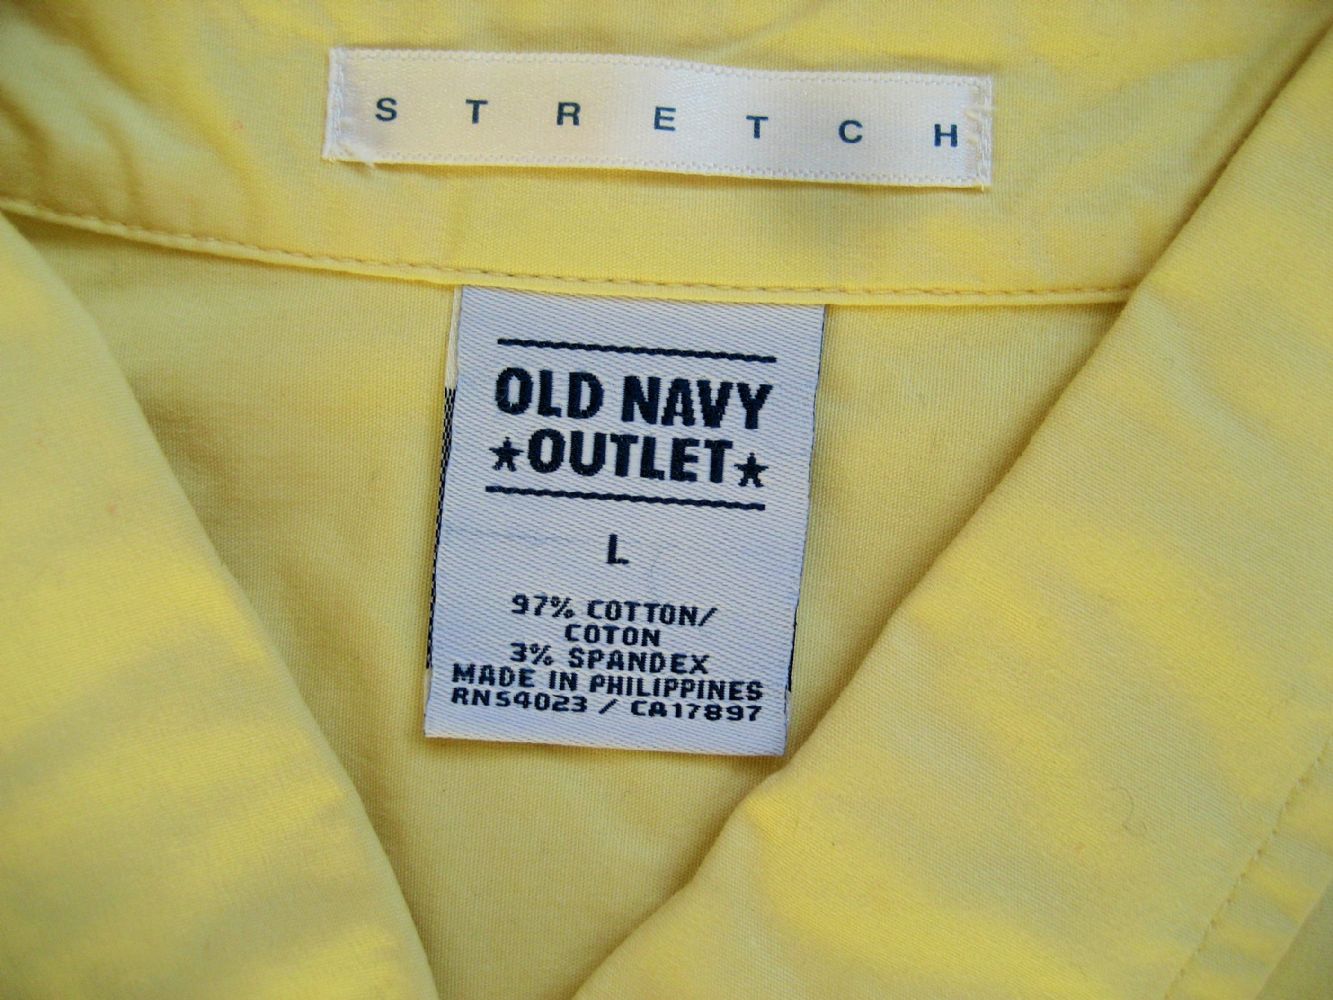 STRETCH
OLD NAVY
★OUTLET★
L
97% COTTON/
COTON
3% SPANDEX
MADE IN PHILIPPINES
RN54023 / CA17897